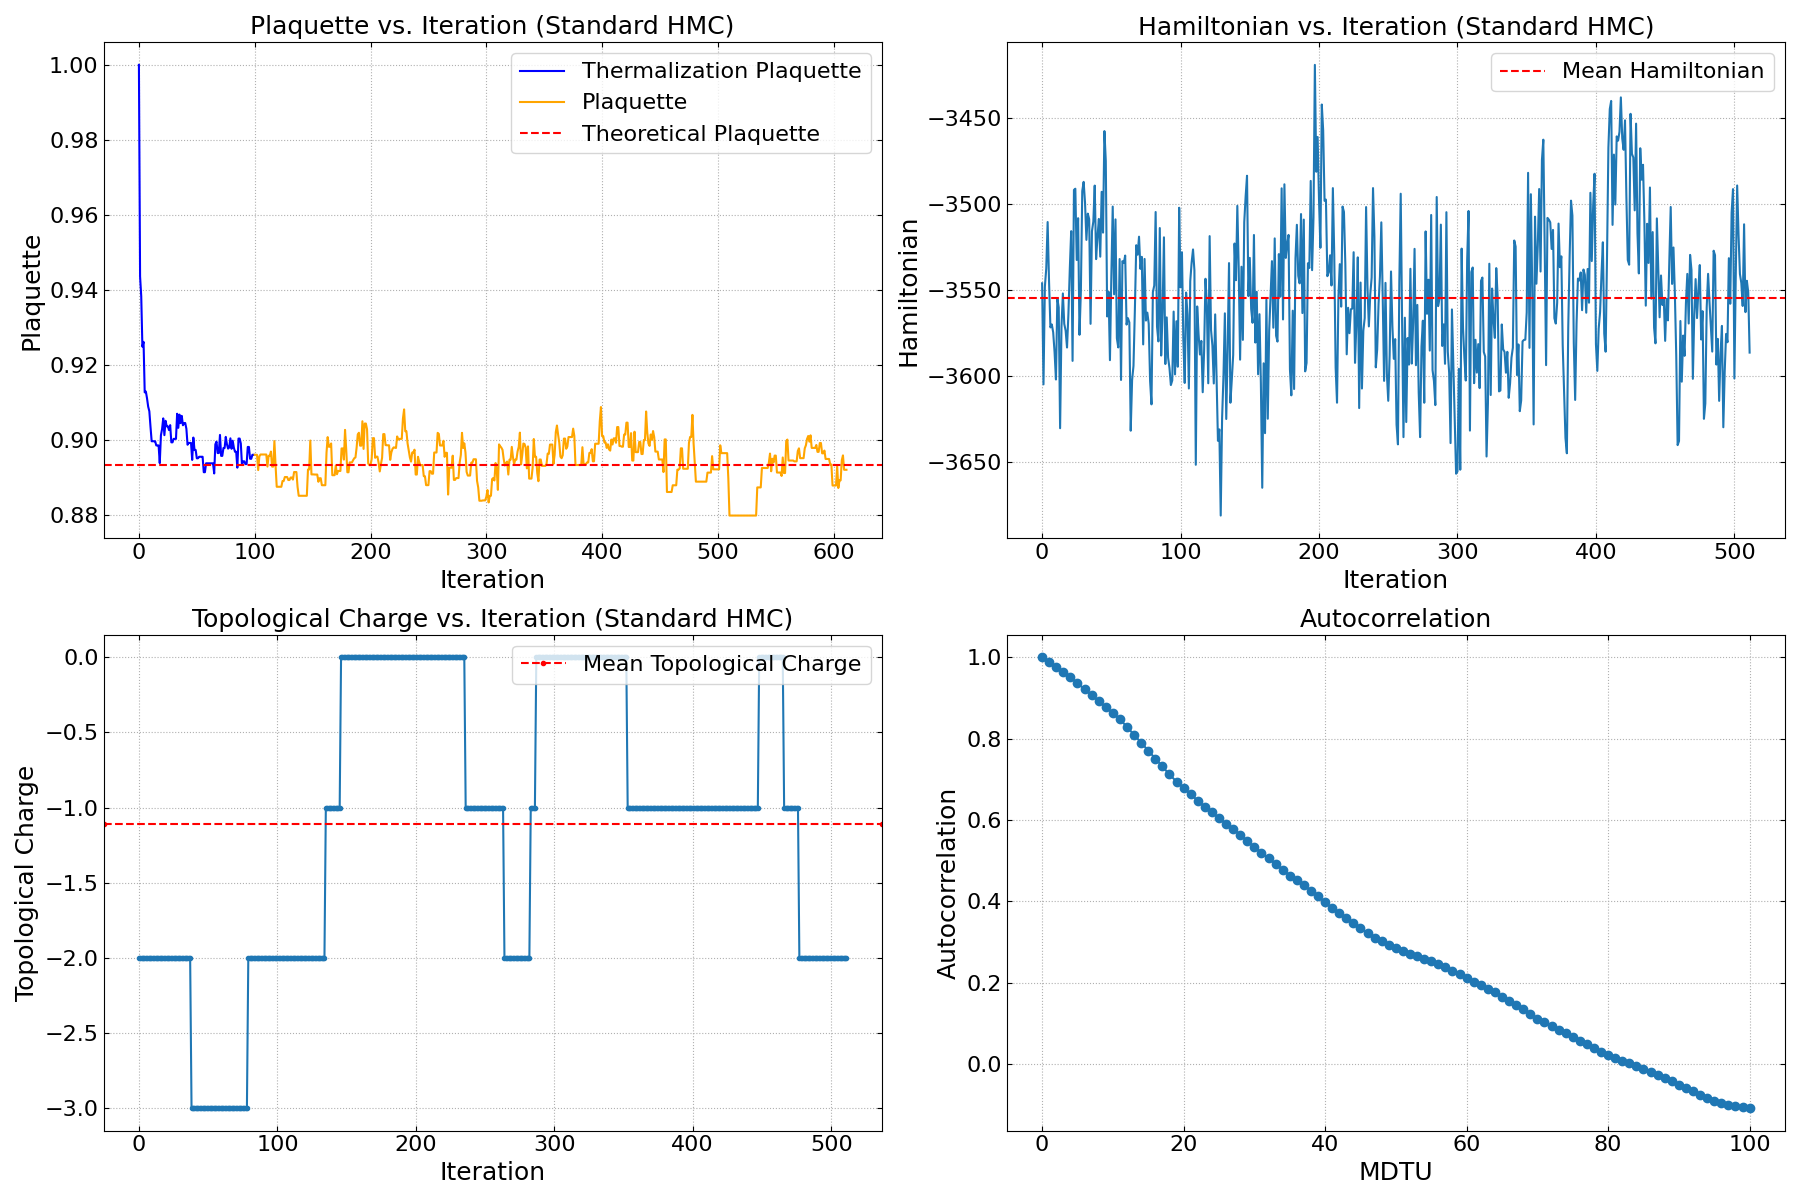 Plaquette vs. Iteration (Standard HMC)
Plaquette
1.00
0.98
0.96
0.94
0.92
0.90
0.88
Thermalization Plaquette
Plaquette
Theoretical Plaquette
0 100 200 300 400 500 600
Iteration
Hamiltonian vs. Iteration (Standard HMC)
Hamiltonian
−3450
−3500
−3550
−3600
−3650
Mean Hamiltonian
0 100 200 300 400 500
Iteration
Topological Charge vs. Iteration (Standard HMC)
Topological Charge
0.0
−0.5
−1.0
−1.5
−2.0
−2.5
−3.0
Mean Topological Charge
0 100 200 300 400 500
Iteration
Autocorrelation
Autocorrelation
1.0
0.8
0.6
0.4
0.2
0.0
0 20 40 60 80 100
MDTU